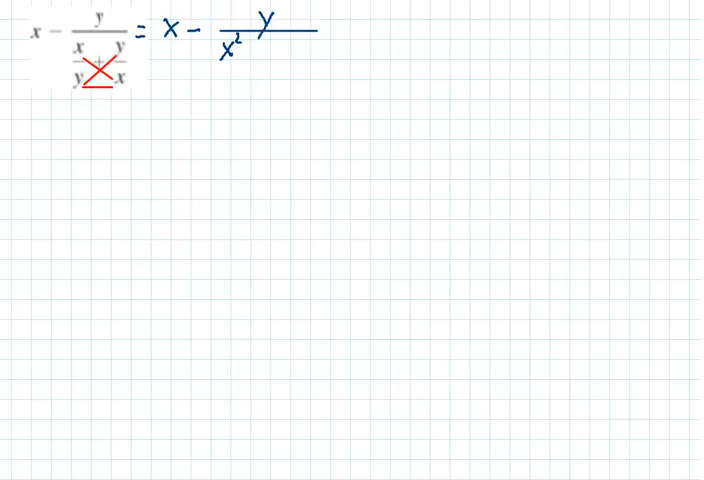 x - y/(x/y + y/x) = x - y/x²